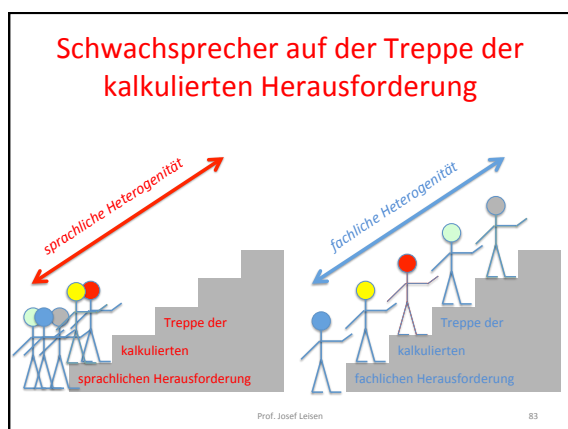 Schwachsprecher auf der Treppe der
kalkulierten Herausforderung
sprachliche Heterogenität
Treppe der
kalkulierten
sprachlichen Herausforderung
fachliche Heterogenität
Treppe der
kalkulierten
fachlichen Herausforderung
Prof. Josef Leisen
83